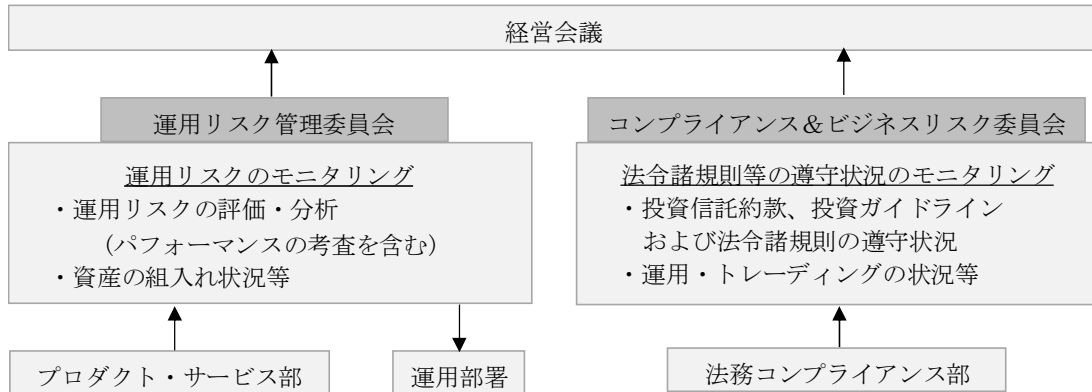 経営会議
運用リスク管理委員会
運用リスクのモニタリング
・運用リスクの評価・分析
（パフォーマンスの考査を含む）
・資産の組入れ状況等
プロダクト・サービス部
運用部署
コンプライアンス＆ビジネスリスク委員会
法令諸規則等の遵守状況のモニタリング
・投資信託約款、投資ガイドライン
および法令諸規則の遵守状況
・運用・トレーディングの状況等
法務コンプライアンス部